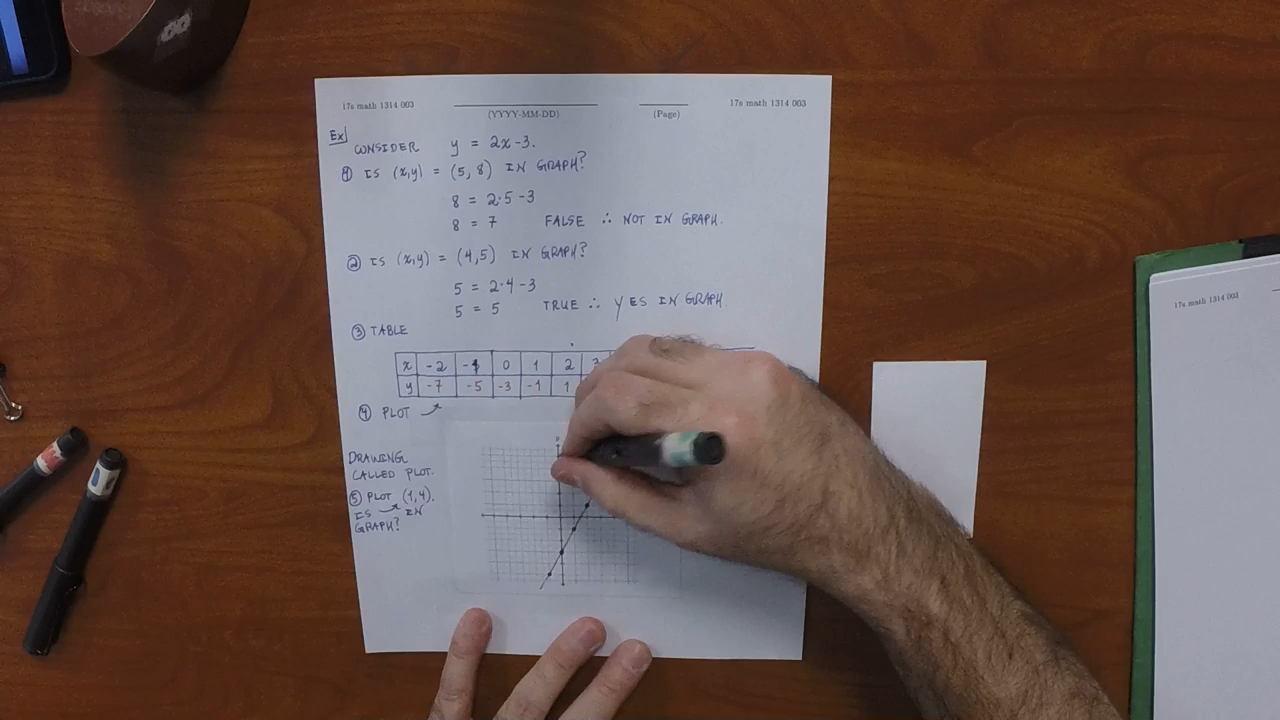 17s math 1314 003
(YYYY-MM-DD)
(Page)
17s math 1314 003
Ex
CONSIDER y = 2x-3.
① IS (x,y) = (5, 8) IN GRAPH?
8 = 2·5-3
8 = 7 FALSE ∴ NOT IN GRAPH.
② IS (x,y) = (4,5) IN GRAPH?
5 = 2·4-3
5 = 5 TRUE ∴ YES IN GRAPH
③ TABLE
x -2 -1 0 1 2
y -7 -5 -3 -1 1
④ PLOT
DRAWING
CALLED PLOT.
⑤ PLOT (1,4).
IS IN
GRAPH?
17s math 1314 003